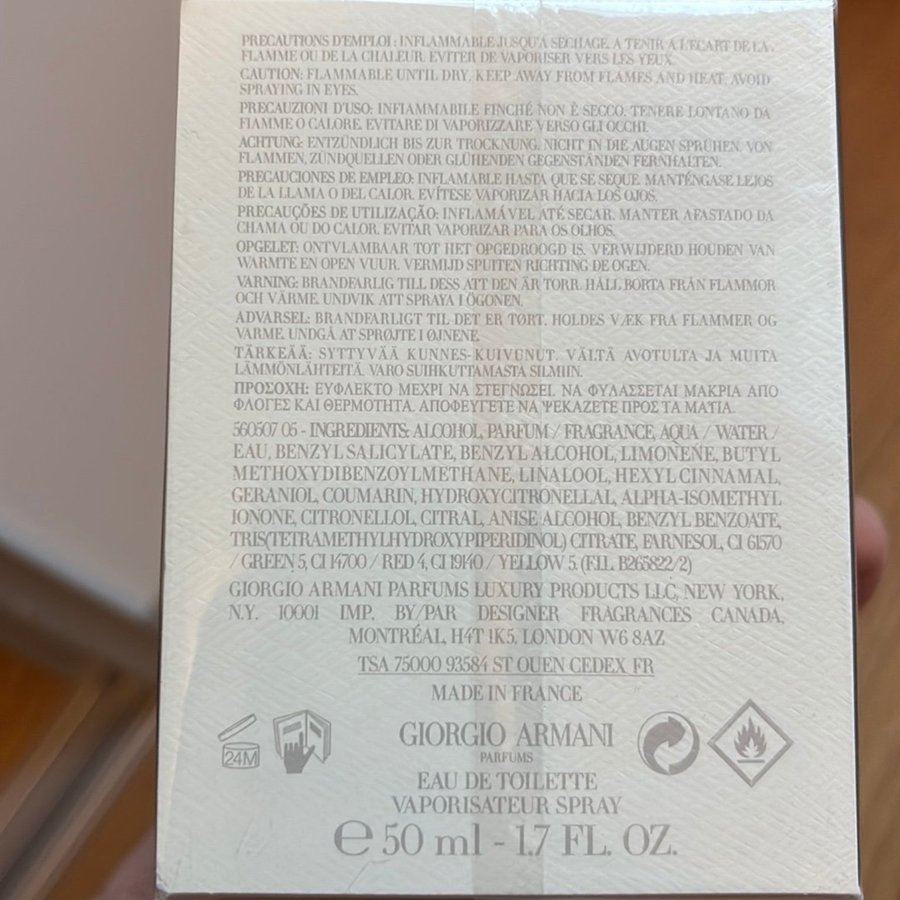 PRECAUTIONS D'EMPLOI : INFLAMMABLE JUSQU'A SECHAGE. A TENIR A L'ECART DE LA
FLAMME OU DE LA CHALEUR. EVITER DE VAPORISER VERS LES YEUX.
CAUTION: FLAMMABLE UNTIL DRY. KEEP AWAY FROM FLAMES AND HEAT. AVOID
SPRAYING IN EYES.
PRECAUZIONI D'USO: INFIAMMABILE FINCHÉ NON È SECCO. TENERE LONTANO DA
FIAMME O CALORE. EVITARE DI VAPORIZZARE VERSO GLI OCCHI.
ACHTUNG: ENTZÜNDLICH BIS ZUR TROCKNUNG. NICHT IN DIE AUGEN SPRÜHEN. VON
FLAMMEN, ZÜNDQUELLEN ODER GLÜHENDEN GEGENSTÄNDEN FERNHALTEN.
PRECAUCIONES DE EMPLEO: INFLAMABLE HASTA QUE SE SEQUE. MANTÉNGASE LEJOS
DE LA LLAMA O DEL CALOR. EVÍTESE VAPORIZAR HACIA LOS OJOS.
PRECAUÇÕES DE UTILIZAÇÃO: INFLAMÁVEL ATÉ SECAR. MANTER AFASTADO DA
CHAMA OU DO CALOR. EVITAR VAPORIZAR PARA OS OLHOS.
OPGELET: ONTVLAMBAAR TOT HET OPGEDROOGD IS. VERWIJDERD HOUDEN VAN
WARMTE EN OPEN VUUR. VERMIJD SPUITEN RICHTING DE OGEN.
VARNING: BRANDFARLIG TILL DESS ATT DEN ÄR TORR. HÅLL BORTA FRÅN FLAMMOR
OCH VÄRME. UNDVIK ATT SPRAYA I ÖGONEN.
ADVARSEL: BRANDFARLIGT TIL DET ER TØRT. HOLDES VÆK FRA FLAMMER OG
VARME. UNDGÅ AT SPRØJTE I ØJNENE.
TÄRKEÄÄ: SYTTYVÄÄ KUNNES KUIVUNUT. VÄLTÄ AVOTULTA JA MUITA
LÄMMÖNLÄHTEITÄ. VARO SUIHKUTTAMASTA SILMIIN.
ΠΡΟΣΟΧΗ: ΕΥΦΛΕΚΤΟ ΜΕΧΡΙ ΝΑ ΣΤΕΓΝΩΣΕΙ. ΝΑ ΦΥΛΑΣΣΕΤΑΙ ΜΑΚΡΙΑ ΑΠΟ
ΦΛΟΓΕΣ ΚΑΙ ΘΕΡΜΟΤΗΤΑ. ΑΠΟΦΕΥΓΕΤΕ ΝΑ ΨΕΚΑΖΕΤΕ ΠΡΟΣ ΤΑ ΜΑΤΙΑ.
560507 05 - INGREDIENTS: ALCOHOL, PARFUM / FRAGRANCE, AQUA / WATER /
EAU, BENZYL SALICYLATE, BENZYL ALCOHOL, LIMONENE, BUTYL
METHOXYDIBENZOYLMETHANE, LINALOOL, HEXYL CINNAMAL,
GERANIOL, COUMARIN, HYDROXYCITRONELLAL, ALPHA-ISOMETHYL
IONONE, CITRONELLOL, CITRAL, ANISE ALCOHOL, BENZYL BENZOATE,
TRIS(TETRAMETHYLHYDROXYPIPERIDINOL) CITRATE, FARNESOL, CI 61570
/ GREEN 5, CI 14700 / RED 4, CI 19140 / YELLOW 5. (F.I.L. B265822/2)
GIORGIO ARMANI PARFUMS LUXURY PRODUCTS LLC, NEW YORK,
N.Y. 10001 IMP. BY/PAR DESIGNER FRAGRANCES CANADA,
MONTRÉAL, H4T 1K5. LONDON W6 8AZ
TSA 75000 93584 ST OUEN CEDEX FR
MADE IN FRANCE
24M
GIORGIO ARMANI
PARFUMS
EAU DE TOILETTE
VAPORISATEUR SPRAY
℮ 50 ml - 1.7 FL. OZ.